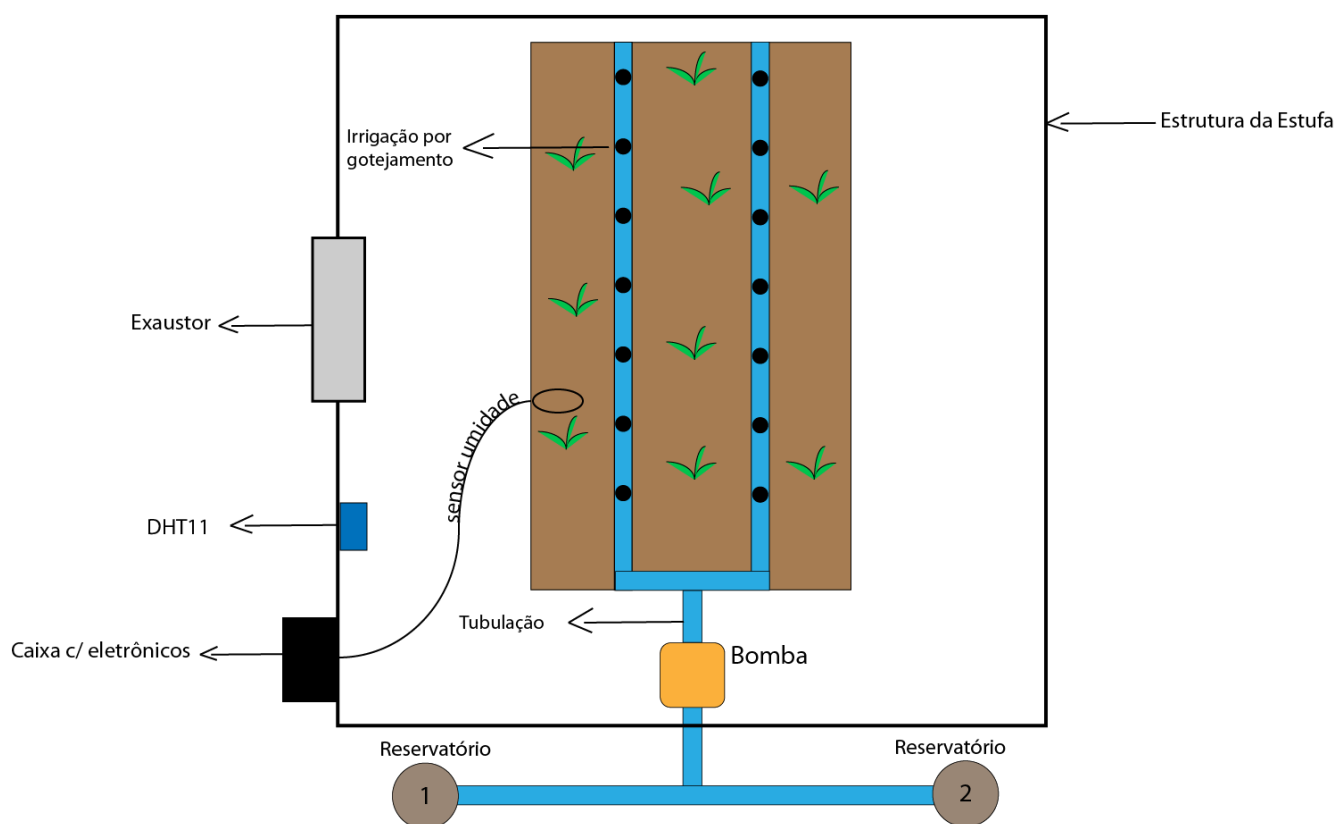 Irrigação por
gotejamento
Estrutura da Estufa
Exaustor
sensor umidade
DHT11
Tubulação
Caixa c/ eletrônicos
Bomba
Reservatório
Reservatório
1
2